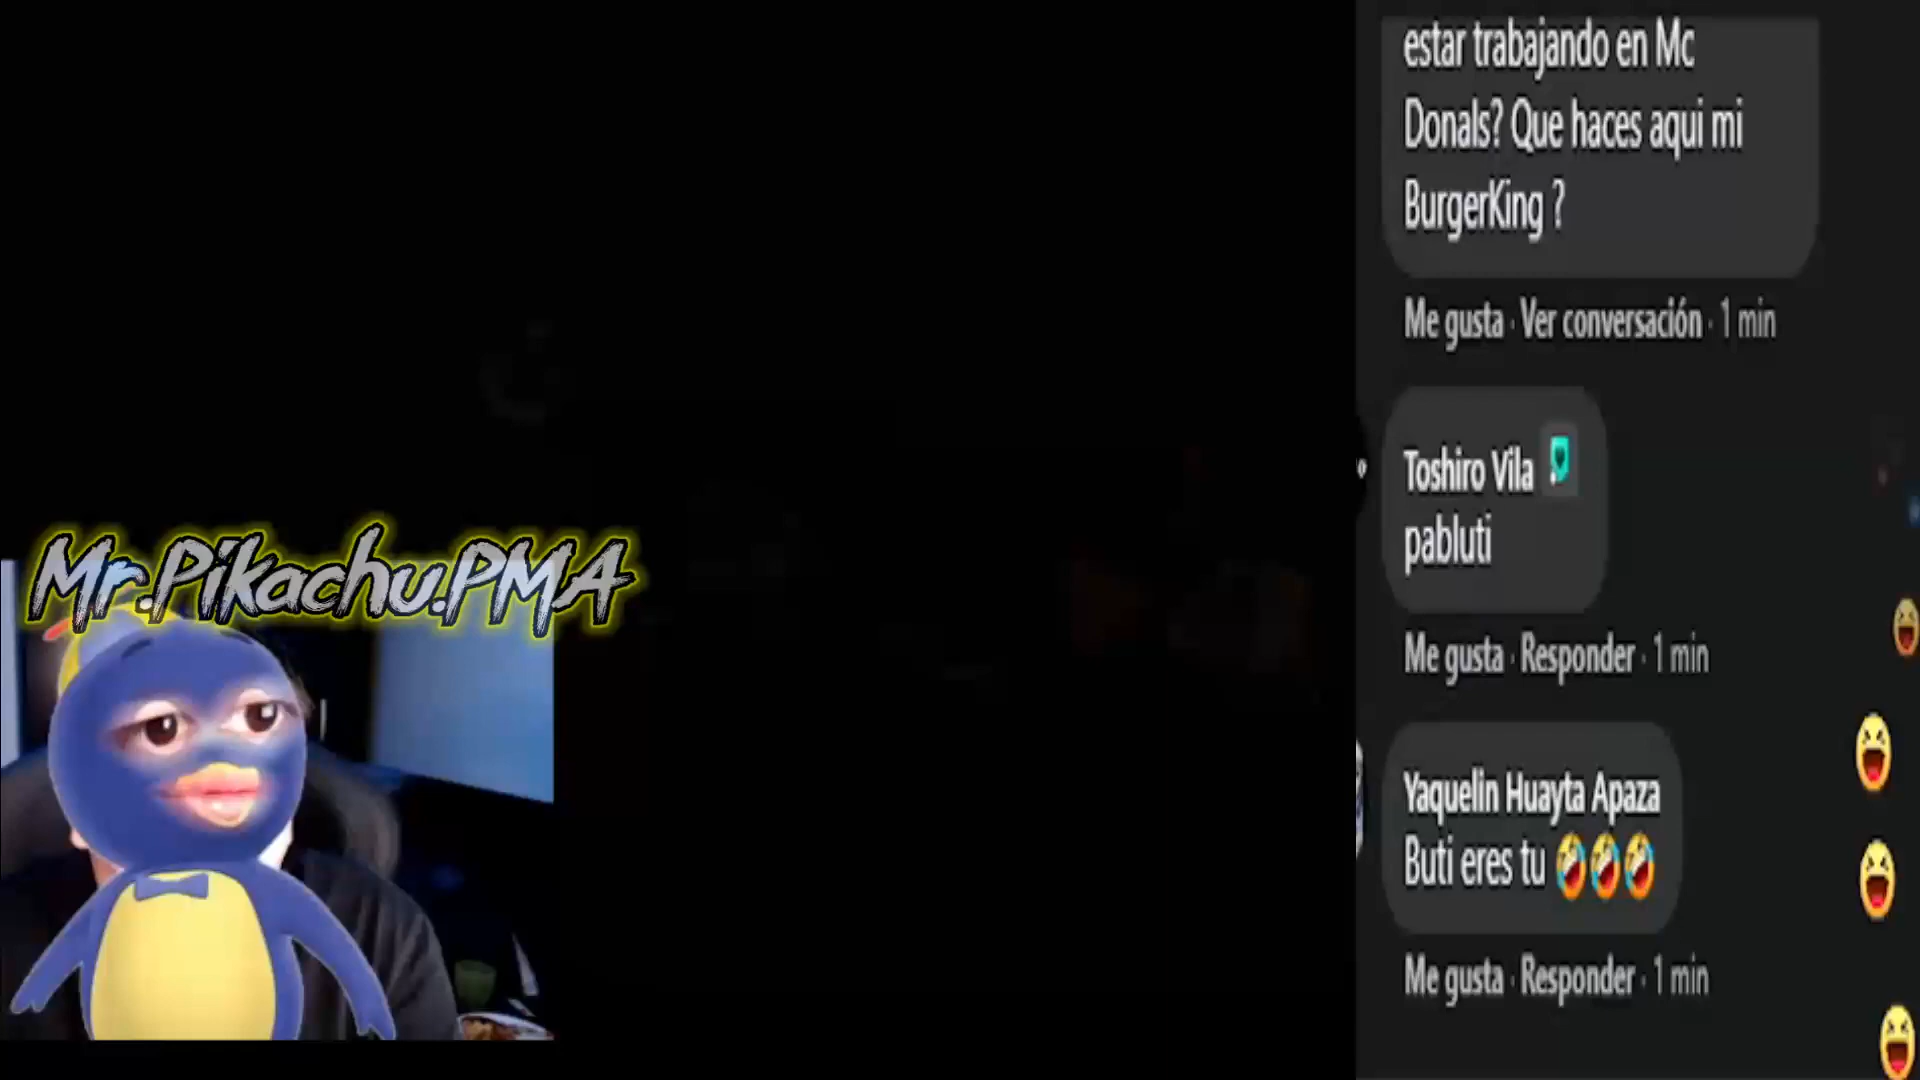 Mr.Pikachu.PMA
estar trabajando en Mc
Donals? Que haces aqui mi
BurgerKing ?
Me gusta · Ver conversación · 1 min
Toshiro Vila
pabluti
Me gusta · Responder · 1 min
Yaquelin Huayta Apaza
Buti eres tu 🤣🤣🤣
Me gusta · Responder · 1 min